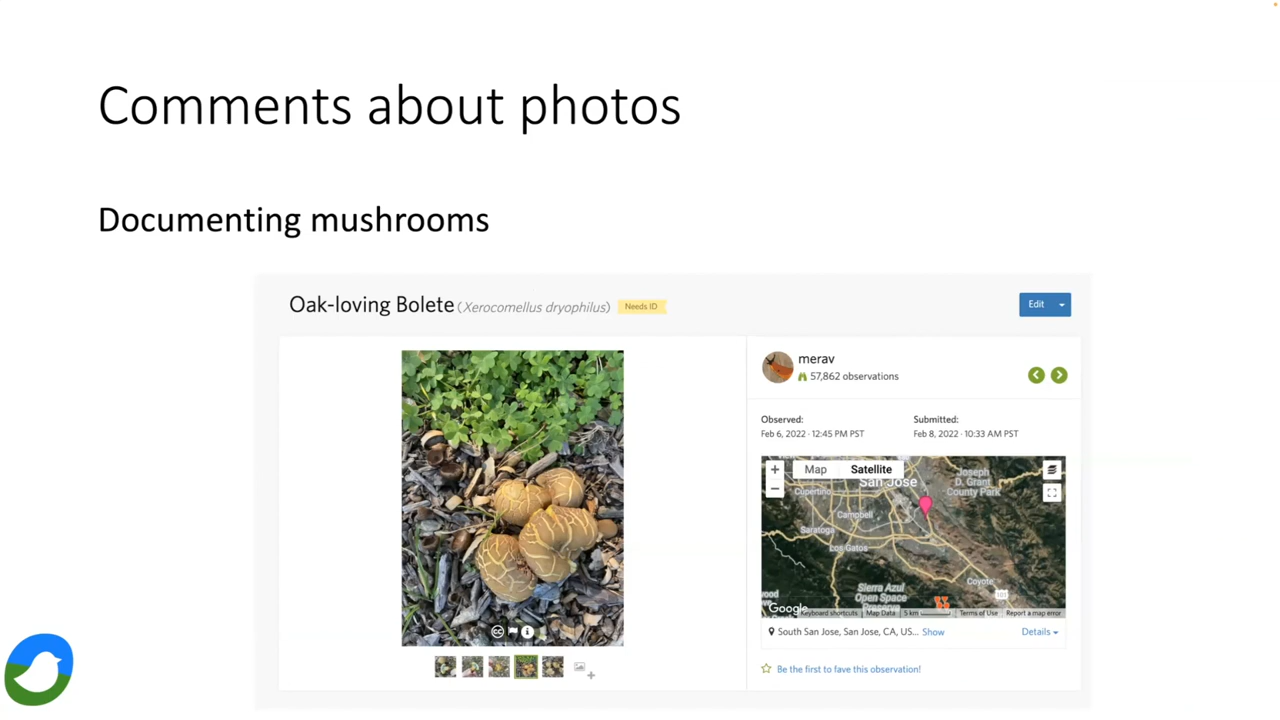 Comments about photos
Documenting mushrooms
Oak-loving Bolete (Xerocomellus dryophilus) Needs ID
Edit
merav
57,862 observations
Observed:
Feb 6, 2022 · 12:45 PM PST
Submitted:
Feb 8, 2022 · 10:33 AM PST
+ Map Satellite
−
San Jose
Joseph
D. Grant
County Park
Cupertino
Campbell
Saratoga
Los Gatos
Sierra Azul
Open Space
Preserve
Coyote
101
wood
Google
Keyboard shortcuts Map Data 5 km Terms of Use Report a map error
South San Jose, San Jose, CA, US... Show
Details
Be the first to fave this observation!